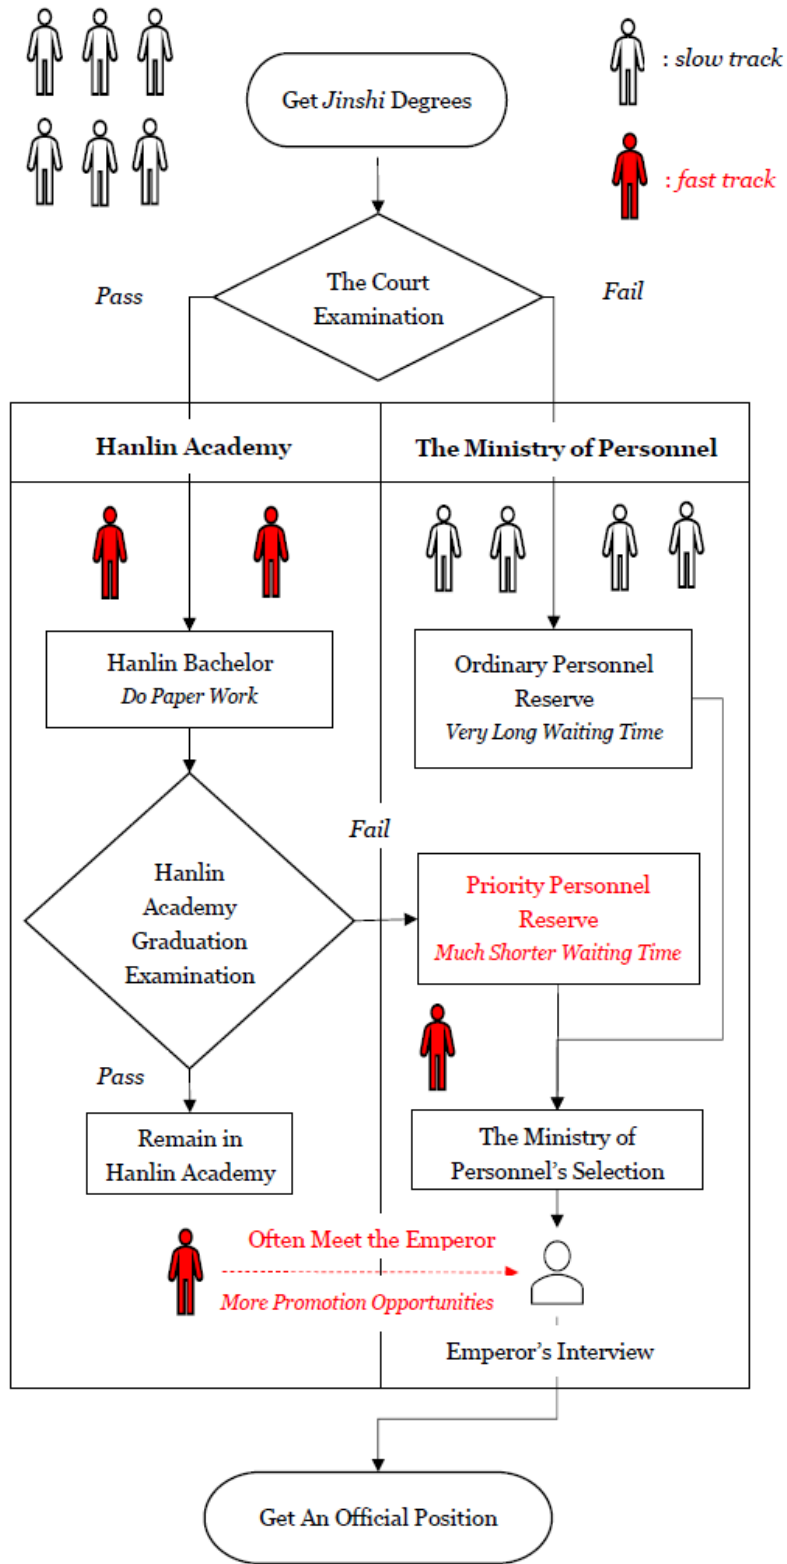 : slow track
Get Jinshi Degrees
: fast track
The Court
Examination
Pass
Fail
Hanlin Academy
The Ministry of Personnel
Hanlin Bachelor
Do Paper Work
Ordinary Personnel
Reserve
Very Long Waiting Time
Fail
Hanlin
Academy
Graduation
Examination
Priority Personnel
Reserve
Much Shorter Waiting Time
Pass
Remain in
Hanlin Academy
The Ministry of
Personnel's Selection
Often Meet the Emperor
More Promotion Opportunities
Emperor's Interview
Get An Official Position